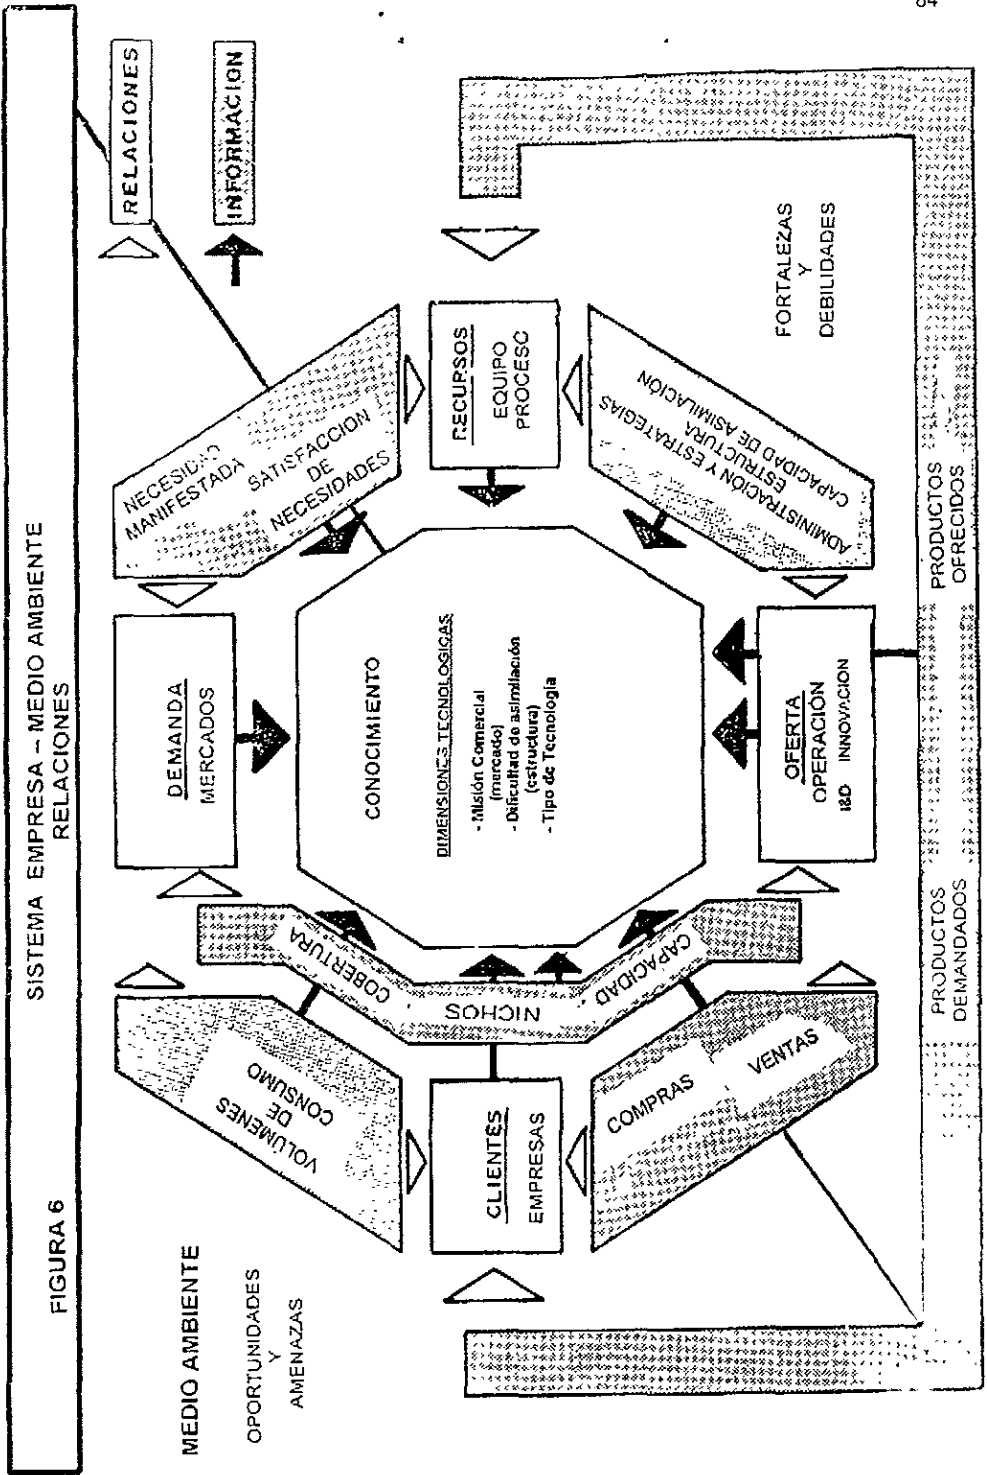 64
FIGURA 6
SISTEMA EMPRESA – MEDIO AMBIENTE
RELACIONES
MEDIO AMBIENTE
OPORTUNIDADES
Y
AMENAZAS
RELACIONES
INFORMACION
VOLÚMENES
DE
CONSUMO
DEMANDA
MERCADOS
NECESIDAD
MANIFESTADA
SATISFACCION
DE
NECESIDADES
COBERTURA
NICHOS
CAPACIDAD
CLIENTES
EMPRESAS
CONOCIMIENTO
DIMENSIONES TECNOLOGICAS
- Misión Comercial
(mercado)
- Dificultad de asimilación
(estructura)
- Tipo de Tecnología
RECURSOS
EQUIPO
PROCESC
COMPRAS
VENTAS
OFERTA
OPERACIÓN
I&D INNOVACION
ADMINISTRACIÓN Y ESTRATEGIAS
ESTRUCTURA
CAPACIDAD DE ASIMILACIÓN
FORTALEZAS
Y
DEBILIDADES
PRODUCTOS
DEMANDADOS
PRODUCTOS
OFRECIDOS